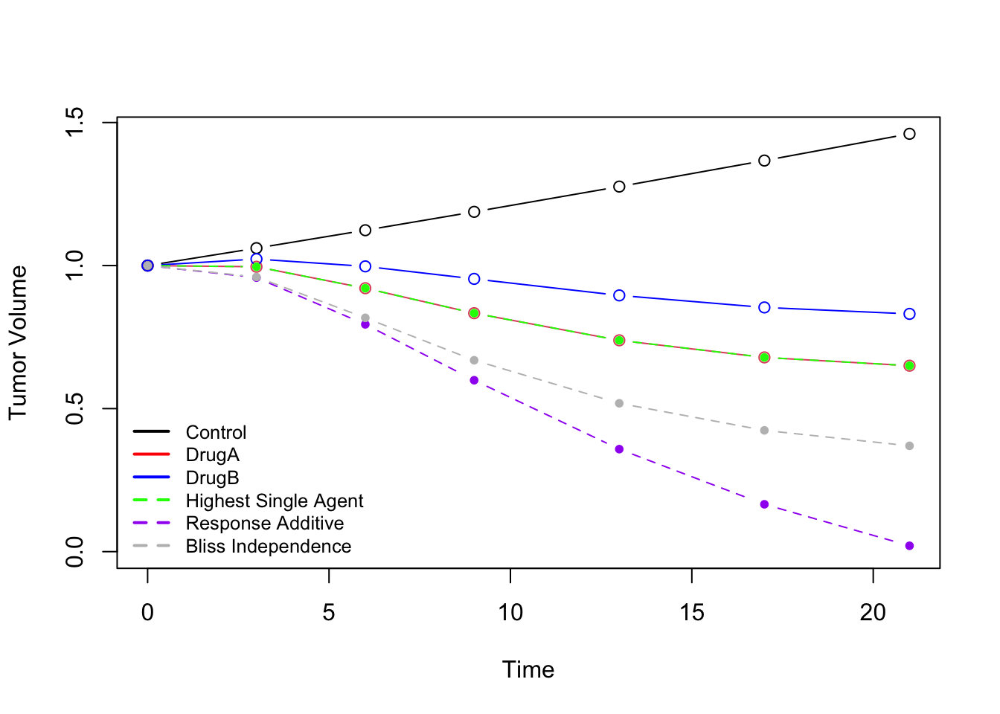 Tumor Volume
1.5
1.0
0.5
0.0
Control
DrugA
DrugB
Highest Single Agent
Response Additive
Bliss Independence
0 5 10 15 20
Time